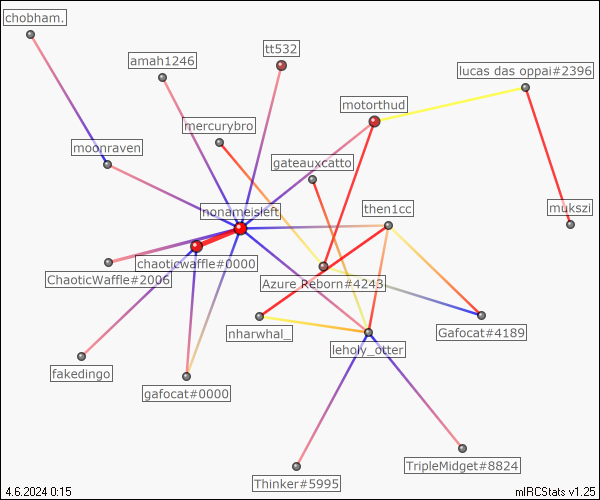 chobham.
tt532
amah1246
lucas das oppai#2396
motorthud
mercurybro
moonraven
gateauxcatto
nonameisleft
then1cc
mukszi
chaoticwaffle#0000
ChaoticWaffle#2006
Azure Reborn#4243
nharwhal_
Gafocat#4189
leholy_otter
fakedingo
gafocat#0000
TripleMidget#8824
Thinker#5995
4.6.2024 0:15
mIRCStats v1.25